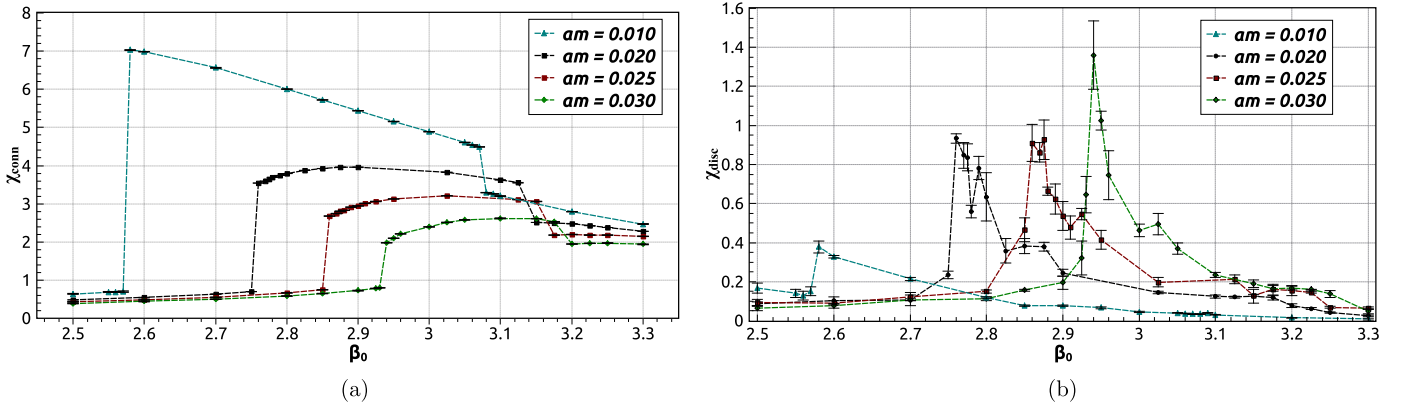 8
7
6
5
4
3
2
1
0
χconn
2.5 2.6 2.7 2.8 2.9 3 3.1 3.2 3.3
β0
am = 0.010
am = 0.020
am = 0.025
am = 0.030
(a)
1.6
1.4
1.2
1
0.8
0.6
0.4
0.2
0
χdisc
2.5 2.6 2.7 2.8 2.9 3 3.1 3.2 3.3
β0
am = 0.010
am = 0.020
am = 0.025
am = 0.030
(b)